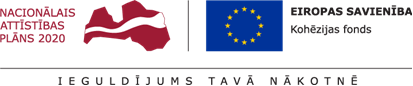 NACIONĀLAIS
ATTĪSTĪBAS
PLĀNS 2020
EIROPAS SAVIENĪBA
Kohēzijas fonds
IEGULDĪJUMS TAVĀ NĀKOTNĒ